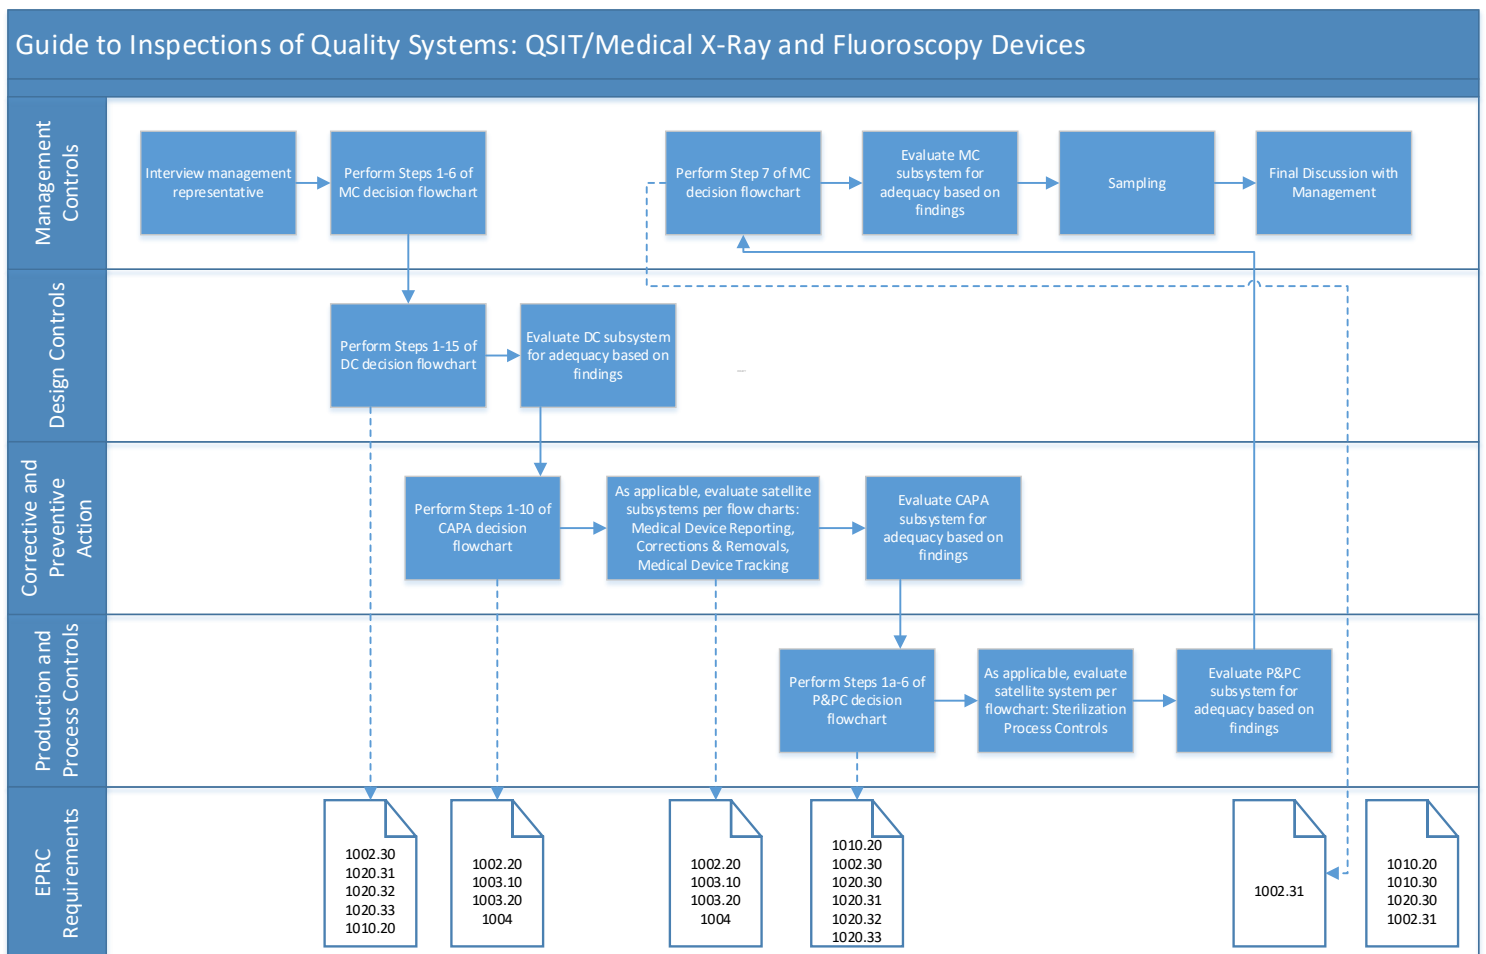 Guide to Inspections of Quality Systems: QSIT/Medical X-Ray and Fluoroscopy Devices
Management
Controls
Interview management
representative
Perform Steps 1-6 of
MC decision flowchart
Perform Step 7 of MC
decision flowchart
Evaluate MC
subsystem for
adequacy based on
findings
Sampling
Final Discussion with
Management
Design Controls
Perform Steps 1-15 of
DC decision flowchart
Evaluate DC subsystem
for adequacy based on
findings
Corrective and
Preventive
Action
Perform Steps 1-10 of
CAPA decision
flowchart
As applicable, evaluate satellite
subsystems per flow charts:
Medical Device Reporting,
Corrections & Removals,
Medical Device Tracking
Evaluate CAPA
subsystem for
adequacy based on
findings
Production and
Process Controls
Perform Steps 1a-6 of
P&PC decision
flowchart
As applicable, evaluate
satellite system per
flowchart: Sterilization
Process Controls
Evaluate P&PC
subsystem for
adequacy based on
findings
EPRC
Requirements
1002.30
1020.31
1020.32
1020.33
1010.20
1002.20
1003.10
1003.20
1004
1002.20
1003.10
1003.20
1004
1010.20
1002.30
1020.30
1020.31
1020.32
1020.33
1002.31
1010.20
1010.30
1020.30
1002.31